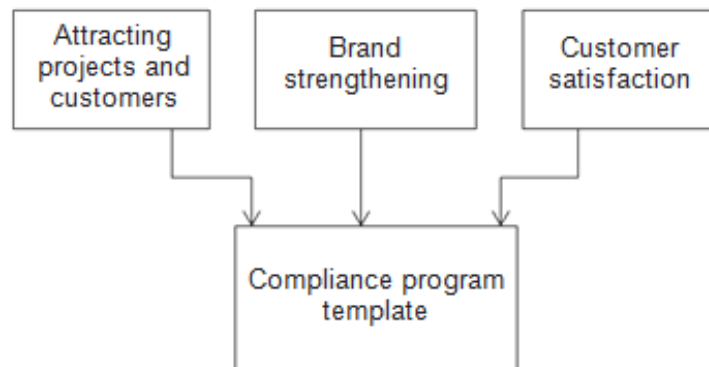 Attracting
projects and
customers
Brand
strengthening
Customer
satisfaction
Compliance program
template